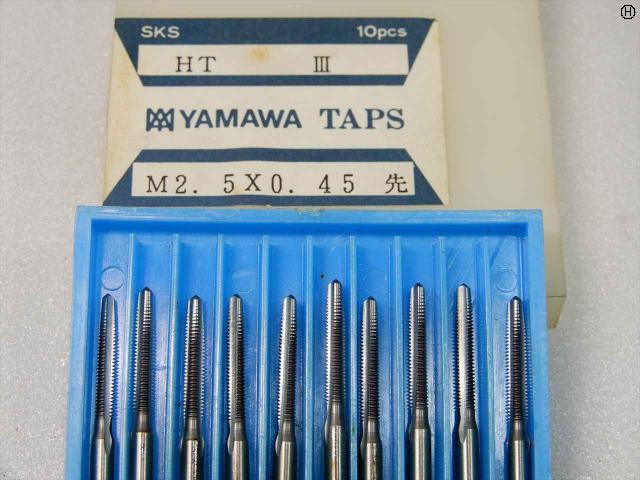 SKS 10pcs
HT Ⅲ
YAMAWA TAPS
M2.5X0.45 先
H